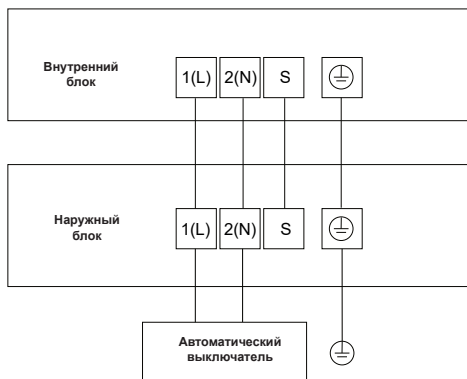 Внутренний
блок
1(L) 2(N) S
Наружный
блок
1(L) 2(N) S
Автоматический
выключатель